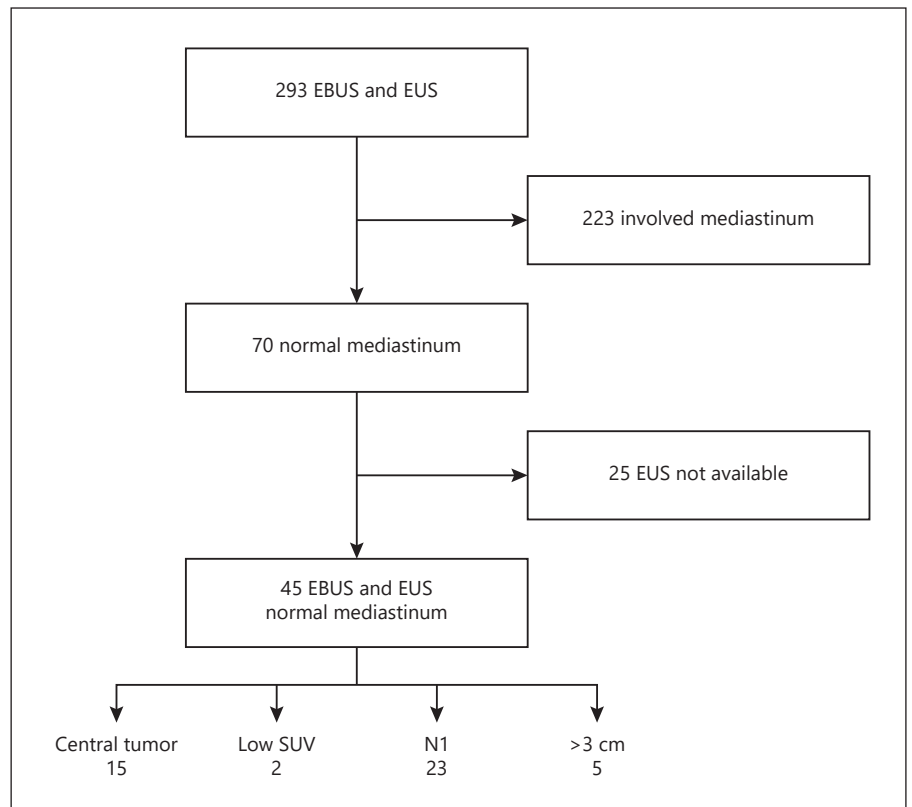 293 EBUS and EUS
223 involved mediastinum
70 normal mediastinum
25 EUS not available
45 EBUS and EUS
normal mediastinum
Central tumor
15
Low SUV
2
N1
23
>3 cm
5